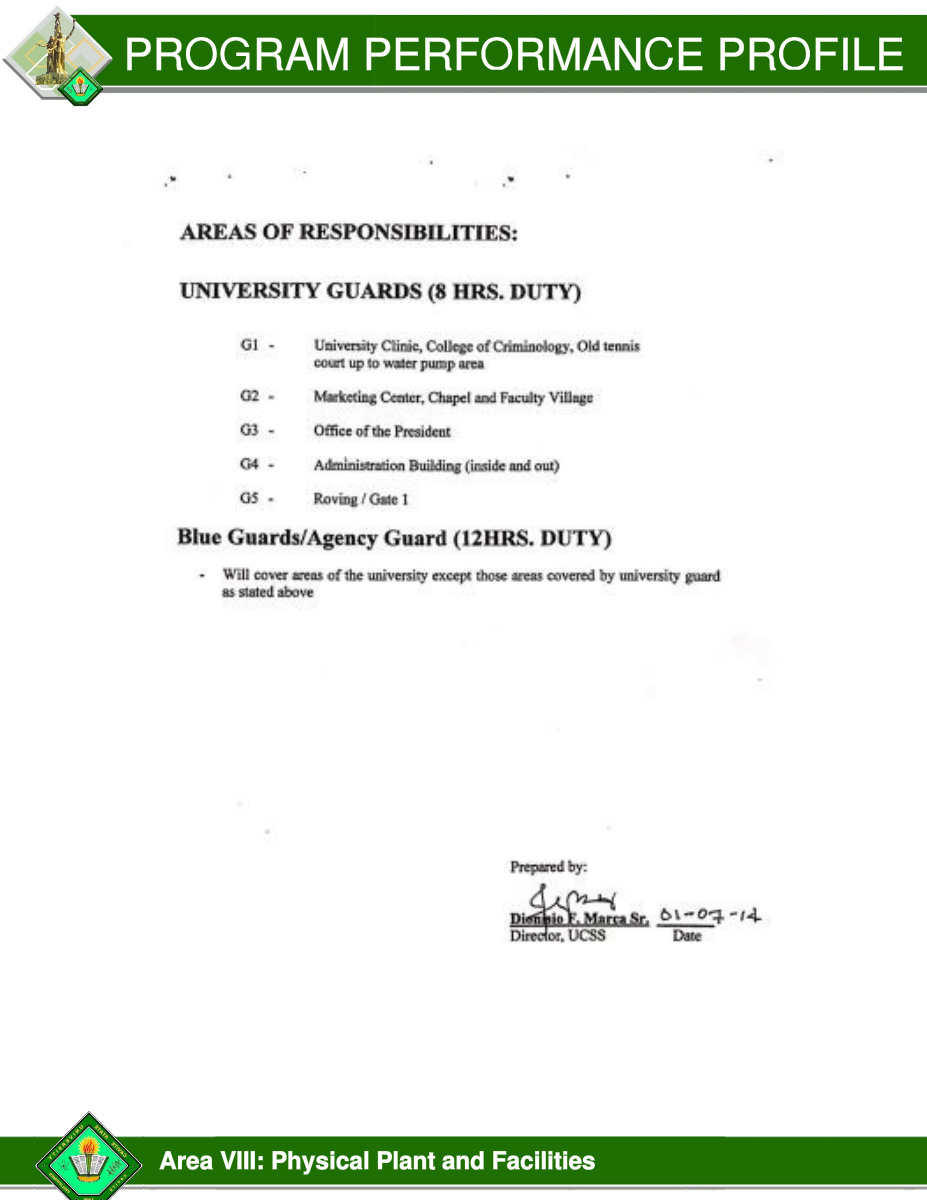 PROGRAM PERFORMANCE PROFILE
AREAS OF RESPONSIBILITIES:
UNIVERSITY GUARDS (8 HRS. DUTY)
G1 - University Clinic, College of Criminology, Old tennis
court up to water pump area
G2 - Marketing Center, Chapel and Faculty Village
G3 - Office of the President
G4 - Administration Building (inside and out)
G5 - Roving / Gate 1
Blue Guards/Agency Guard (12HRS. DUTY)
- Will cover areas of the university except those areas covered by university guard
as stated above
Prepared by:
Dionisio F. Marca Sr. 01-07-14
Director, UCSS Date
Area VIII: Physical Plant and Facilities